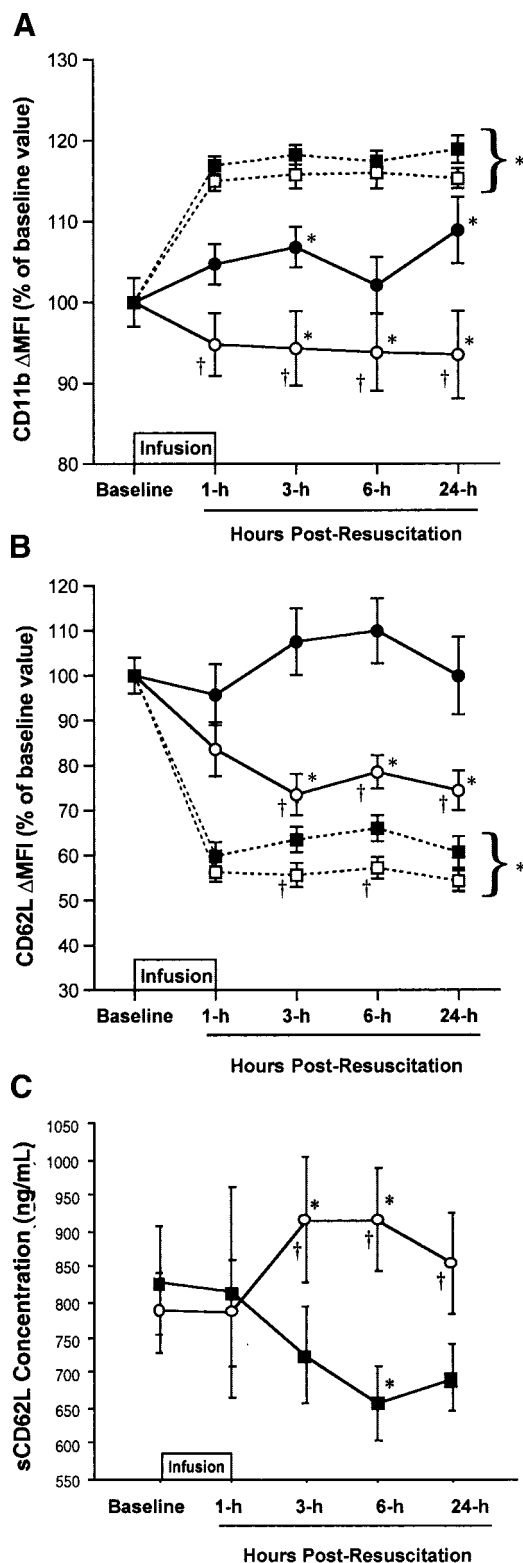 A
CD11b ΔMFI (% of baseline value)
130
120
110
100
90
80
*
*
*
*
*
*
*
† † † †
Infusion
Baseline 1-h 3-h 6-h 24-h
Hours Post-Resuscitation
B
CD62L ΔMFI (% of baseline value)
120
110
100
90
80
70
60
50
40
30
* * *
† † †
† †
} *
Infusion
Baseline 1-h 3-h 6-h 24-h
Hours Post-Resuscitation
C
sCD62L Concentration (ng/mL)
1050
1000
950
900
850
800
750
700
650
600
550
* *
† † †
*
Infusion
Baseline 1-h 3-h 6-h 24-h
Hours Post-Resuscitation